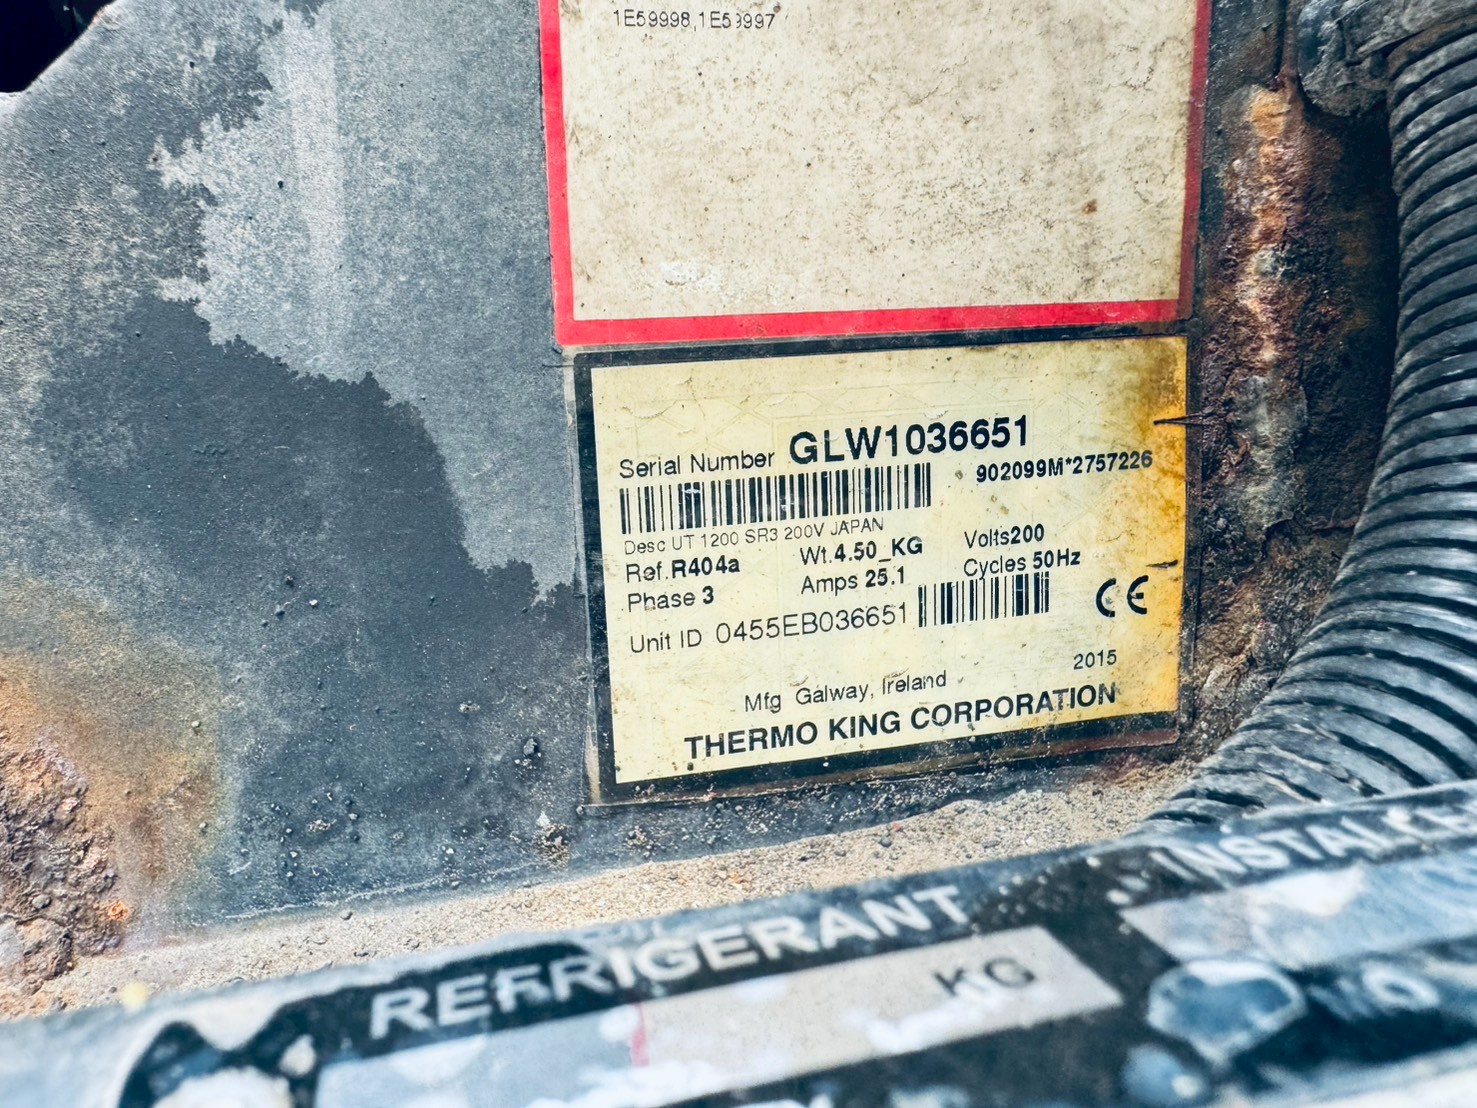 1E59998,1E59997
Serial Number GLW1036651
902099M*2757226
Desc UT 1200 SR3 200V JAPAN
Ref.R404a Wt.4.50_KG Volts200
Phase 3 Amps 25.1 Cycles 50Hz
Unit ID 0455EB036651
CE
2015
Mfg Galway, Ireland
THERMO KING CORPORATION
REFRIGERANT
KG